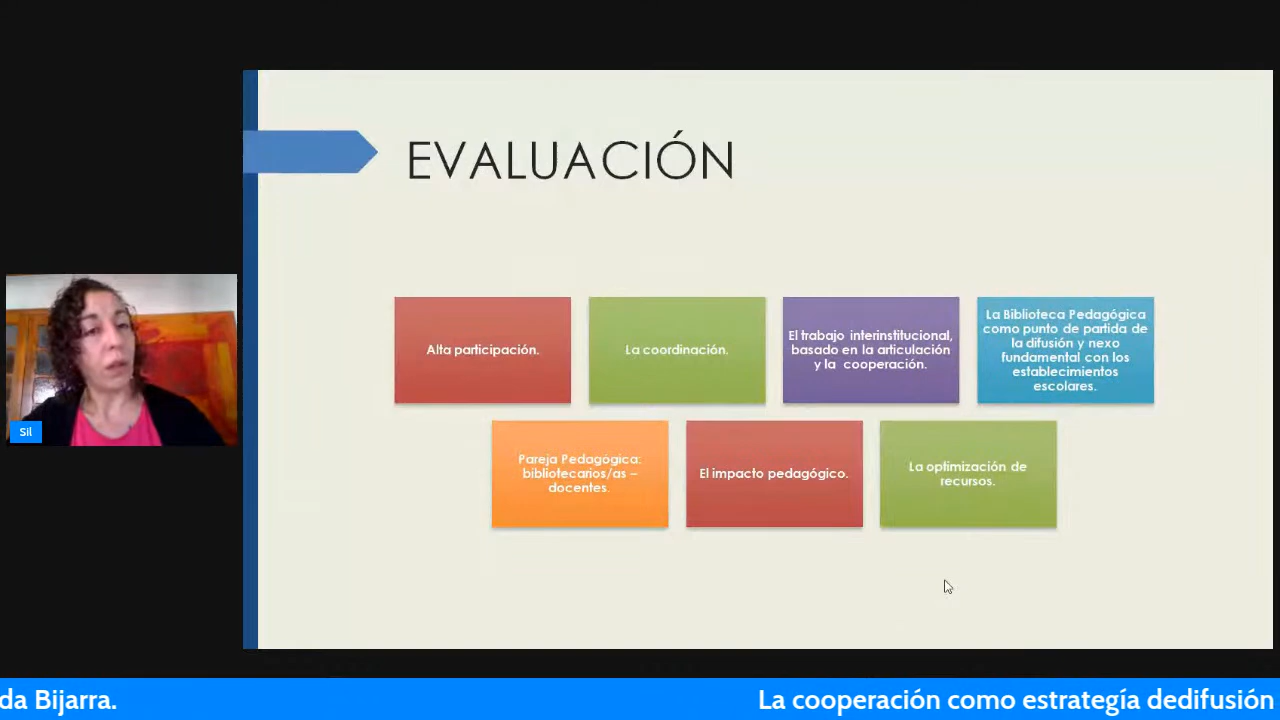 EVALUACIÓN
Alta participación.
La coordinación.
El trabajo interinstitucional,
basado en la articulación
y la cooperación.
La Biblioteca Pedagógica
como punto de partida de
la difusión y nexo
fundamental con los
establecimientos
escolares.
Pareja Pedagógica:
bibliotecarios/as –
docentes.
El impacto pedagógico.
La optimización de
recursos.
Sil
da Bijarra.
La cooperación como estrategía dedifusión